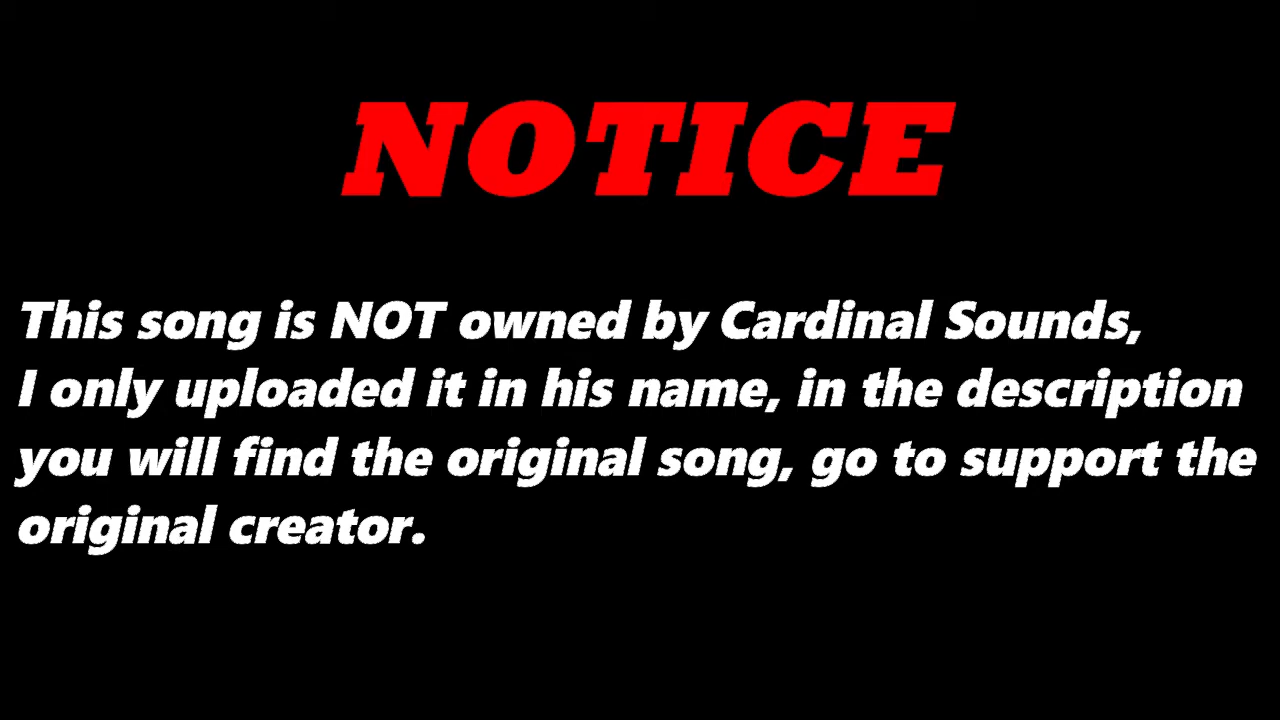 NOTICE
This song is NOT owned by Cardinal Sounds,
I only uploaded it in his name, in the description
you will find the original song, go to support the
original creator.